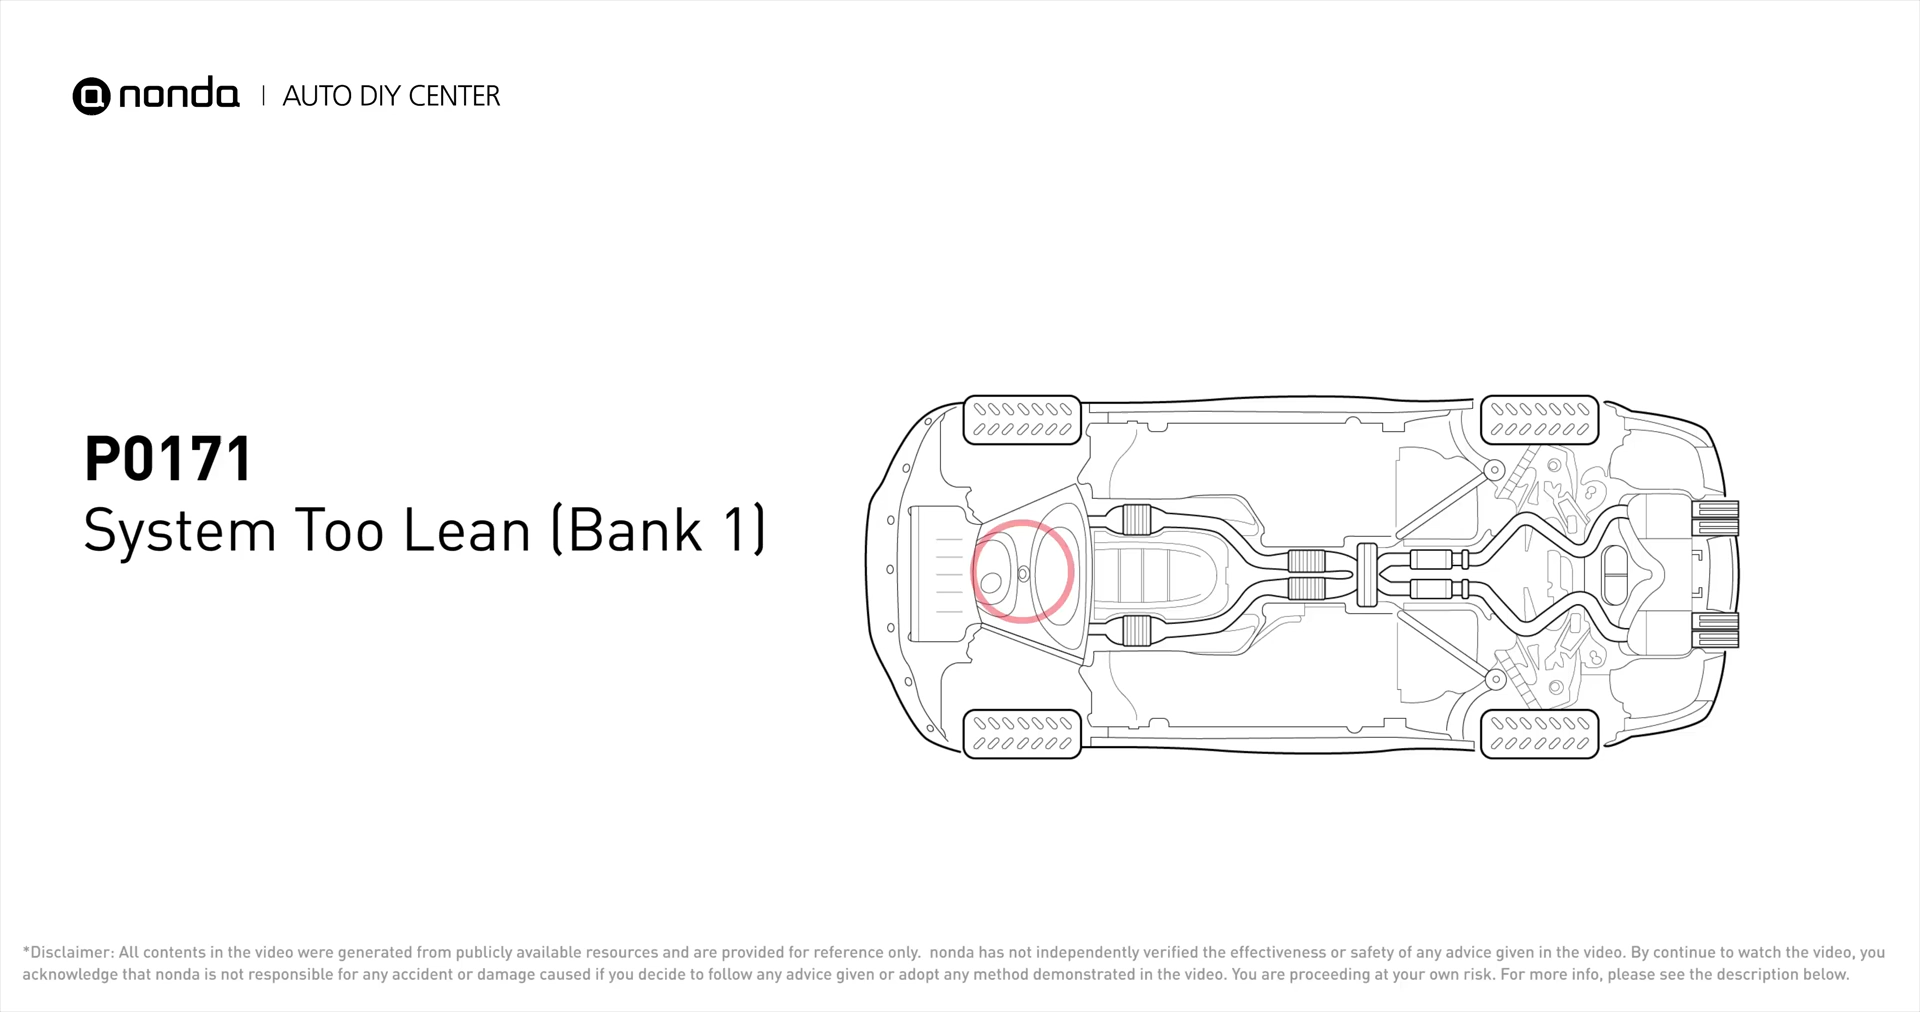 nonda | AUTO DIY CENTER
P0171
System Too Lean (Bank 1)
*Disclaimer: All contents in the video were generated from publicly available resources and are provided for reference only.  nonda has not independently verified the effectiveness or safety of any advice given in the video. By continue to watch the video, you
acknowledge that nonda is not responsible for any accident or damage caused if you decide to follow any advice given or adopt any method demonstrated in the video. You are proceeding at your own risk. For more info, please see the description below.